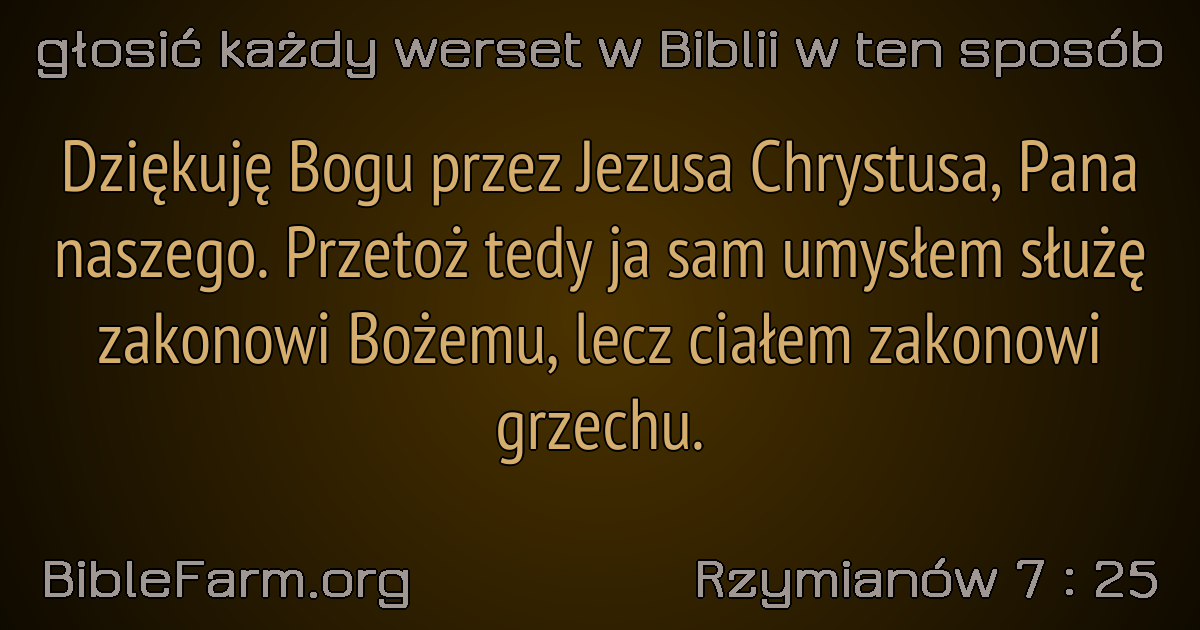 głosić każdy werset w Biblii w ten sposób
Dziękuję Bogu przez Jezusa Chrystusa, Pana
naszego. Przetoż tedy ja sam umysłem służę
zakonowi Bożemu, lecz ciałem zakonowi
grzechu.
BibleFarm.org
Rzymianów 7 : 25